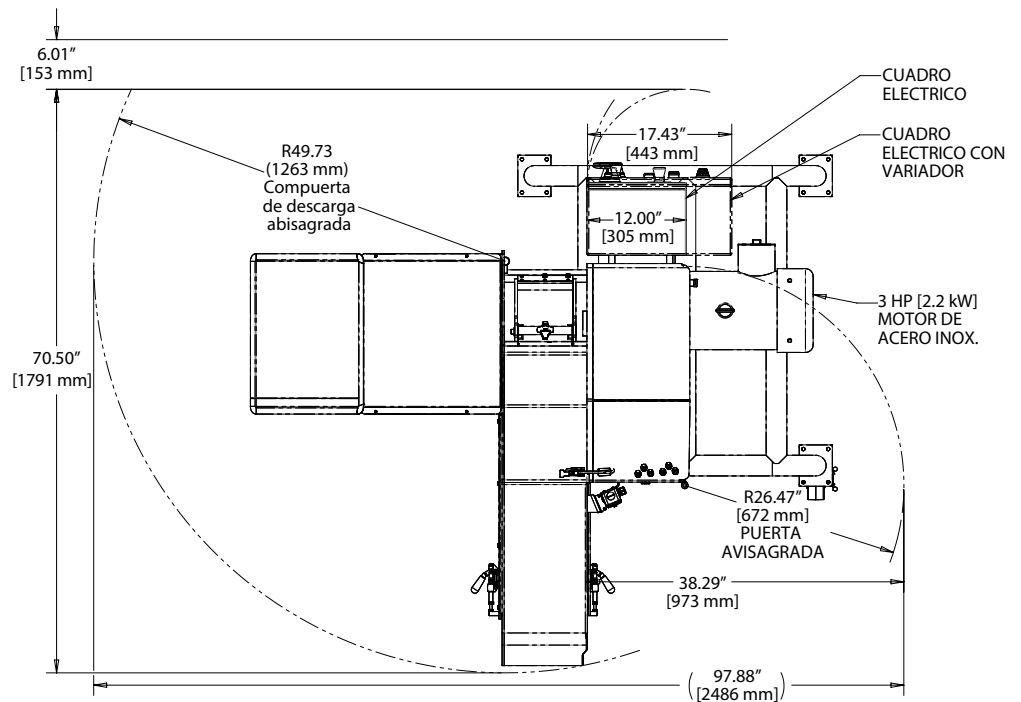 6.01”
[153 mm]
CUADRO
ELECTRICO
17.43”
[443 mm]
CUADRO
ELECTRICO CON
VARIADOR
R49.73
(1263 mm)
Compuerta
de descarga
abisagrada
12.00”
[305 mm]
3 HP [2.2 kW]
MOTOR DE
ACERO INOX.
70.50”
[1791 mm]
R26.47”
[672 mm]
PUERTA
AVISAGRADA
38.29”
[973 mm]
(97.88”
[2486 mm])